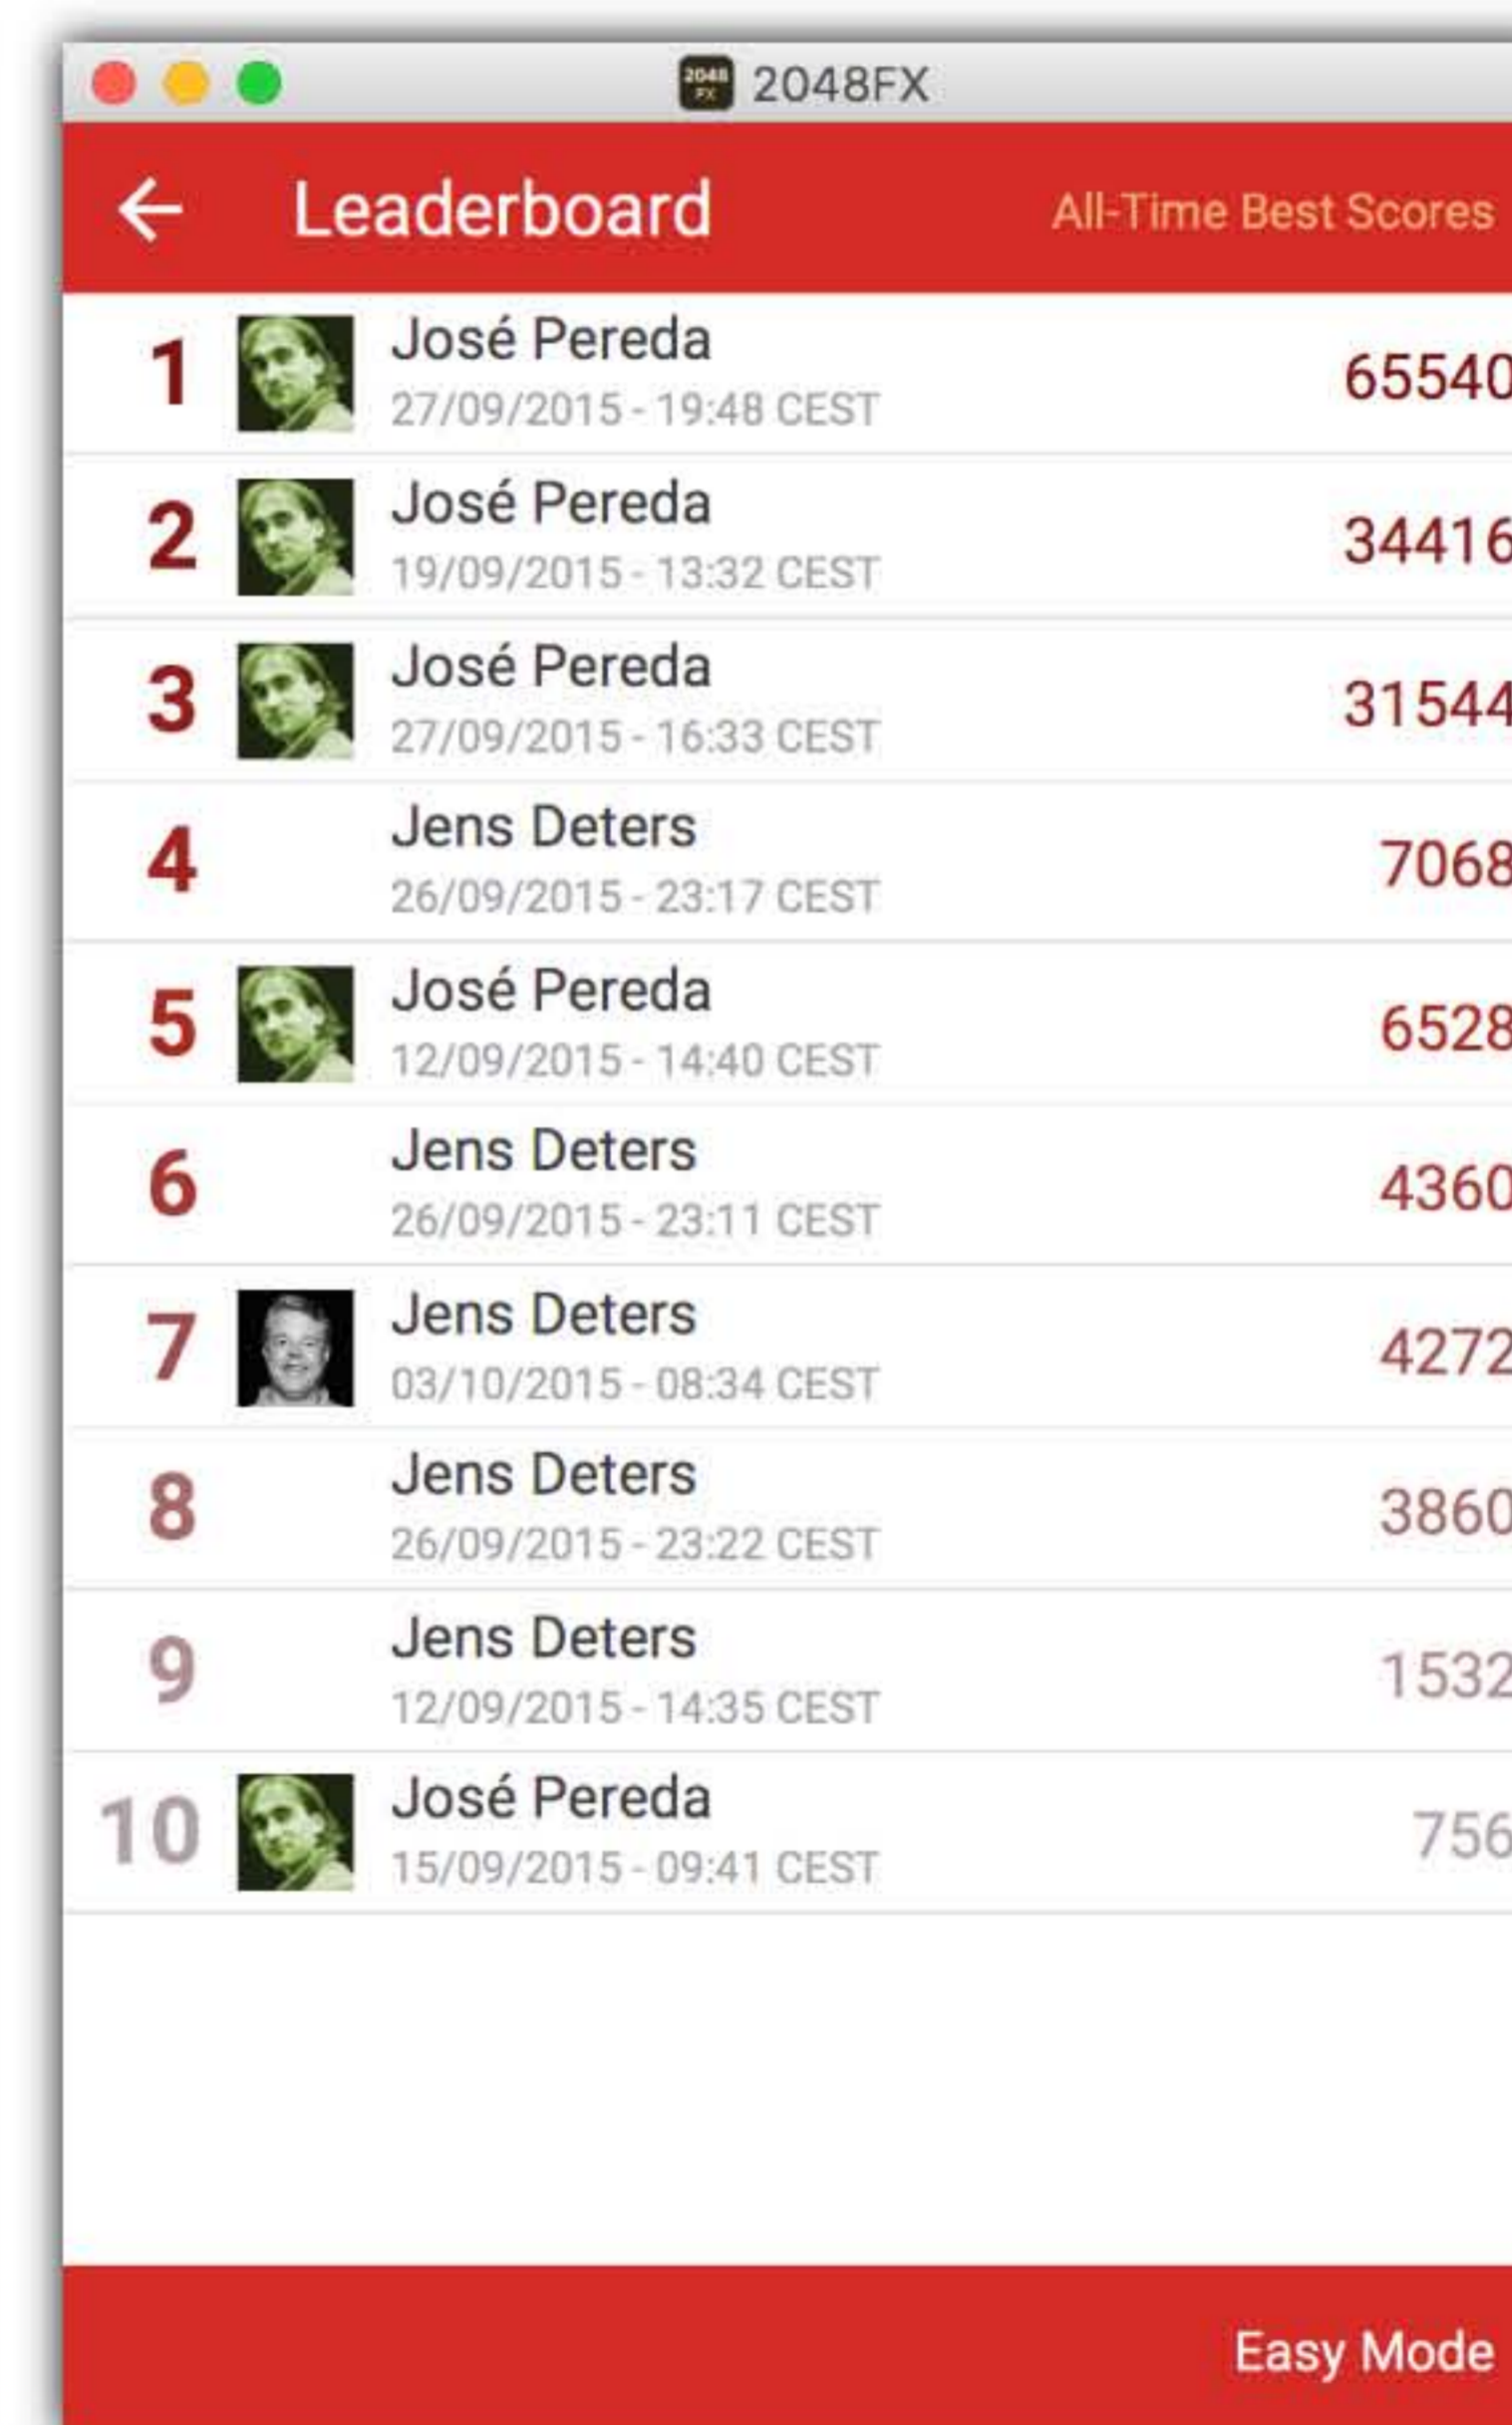 2048 FX 2048FX
Leaderboard All-Time Best Scores
1 José Pereda 65540
27/09/2015 - 19:48 CEST
2 José Pereda 34416
19/09/2015 - 13:32 CEST
3 José Pereda 31544
27/09/2015 - 16:33 CEST
4 Jens Deters 7068
26/09/2015 - 23:17 CEST
5 José Pereda 6528
12/09/2015 - 14:40 CEST
6 Jens Deters 4360
26/09/2015 - 23:11 CEST
7 Jens Deters 4272
03/10/2015 - 08:34 CEST
8 Jens Deters 3860
26/09/2015 - 23:22 CEST
9 Jens Deters 1532
12/09/2015 - 14:35 CEST
10 José Pereda 756
15/09/2015 - 09:41 CEST
Easy Mode